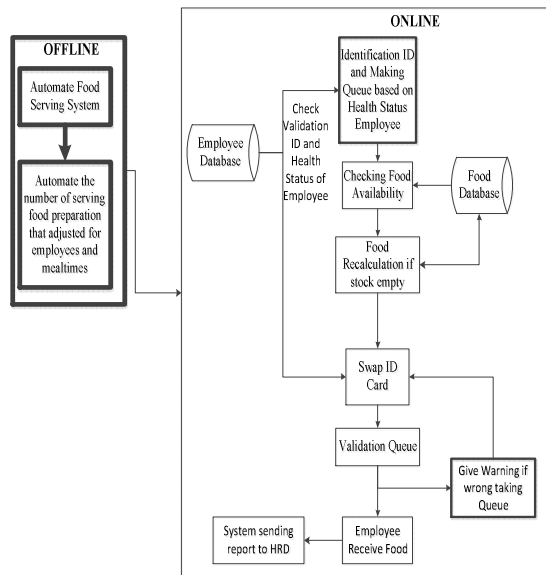 OFFLINE
Automate Food
Serving System
Automate the
number of serving
food preparation
that adjusted for
employees and
mealtimes
ONLINE
Identification ID
and Making
Queue based on
Health Status
Employee
Employee
Database
Check
Validation
ID and
Health
Status of
Employee
Checking Food
Availability
Food
Database
Food
Recalculation if
stock empty
Swap ID
Card
Validation Queue
Give Warning if
wrong taking
Queue
System sending
report to HRD
Employee
Receive Food